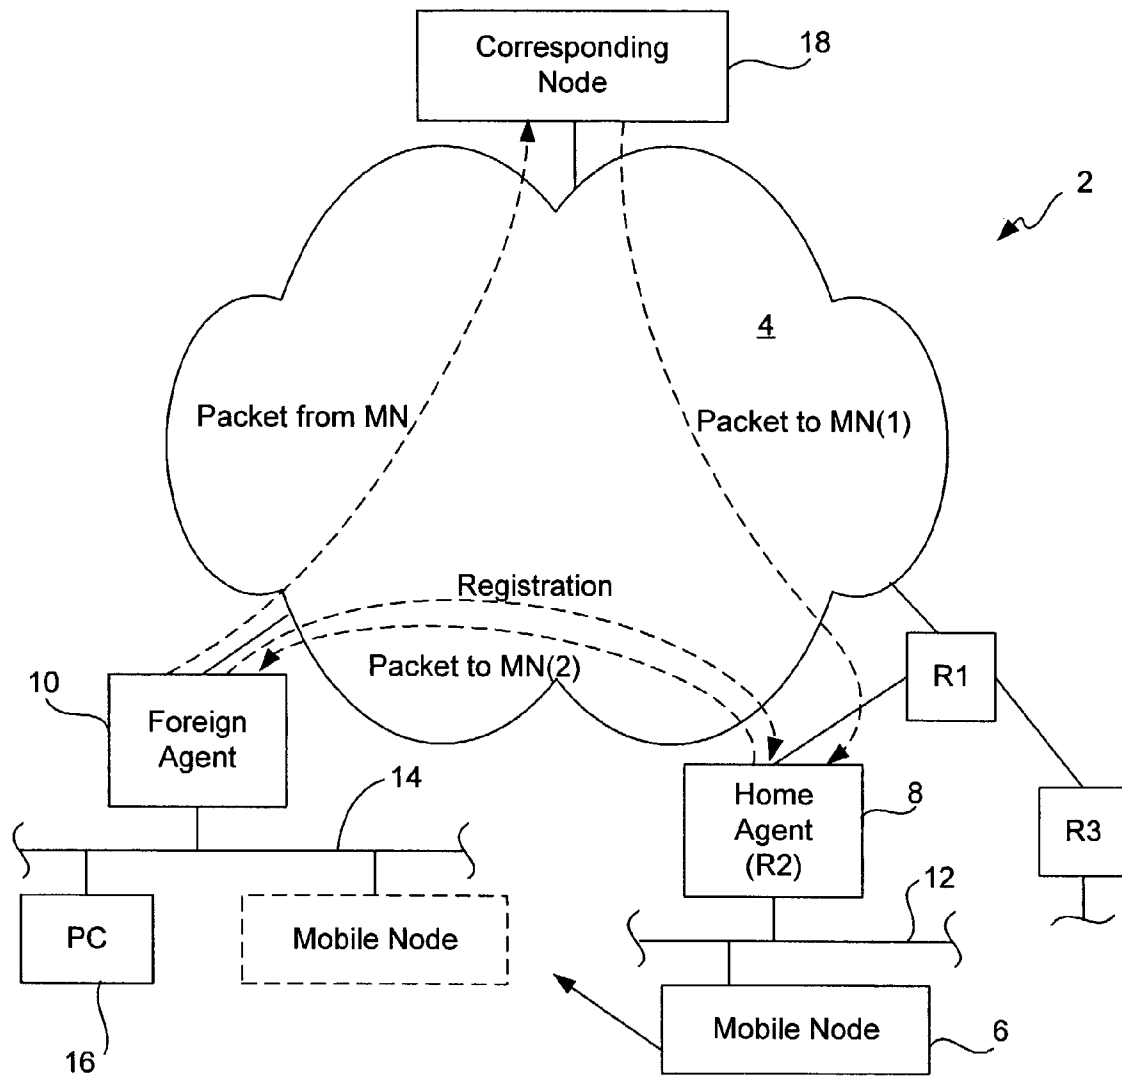 Corresponding
Node
18
2
4
Packet from MN
Packet to MN(1)
Registration
Packet to MN(2)
R1
10
Foreign
Agent
14
Home
Agent
(R2)
8
R3
12
PC
Mobile Node
Mobile Node
6
16